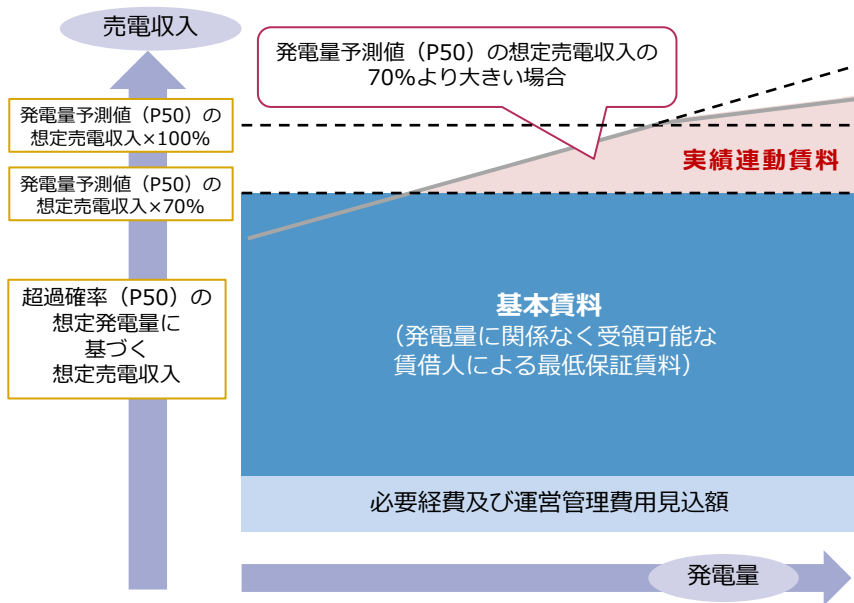 売電収入
発電量予測値（P50）の想定売電収入の
70%より大きい場合
発電量予測値（P50）の
想定売電収入×100%
実績連動賃料
発電量予測値（P50）の
想定売電収入×70%
超過確率（P50）の
想定発電量に
基づく
想定売電収入
基本賃料
（発電量に関係なく受領可能な
賃借人による最低保証賃料）
必要経費及び運営管理費用見込額
発電量